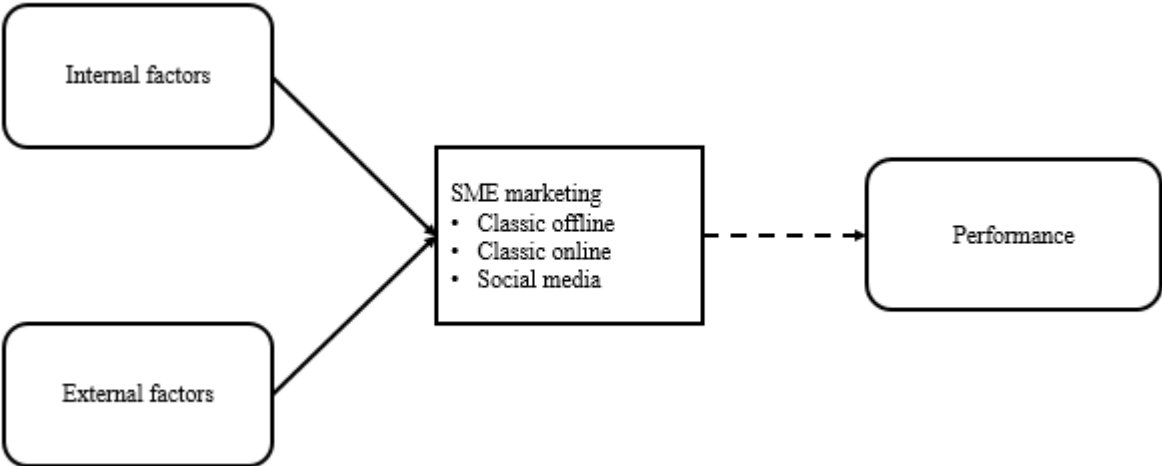 Internal factors
SME marketing
• Classic offline
• Classic online
• Social media
Performance
External factors